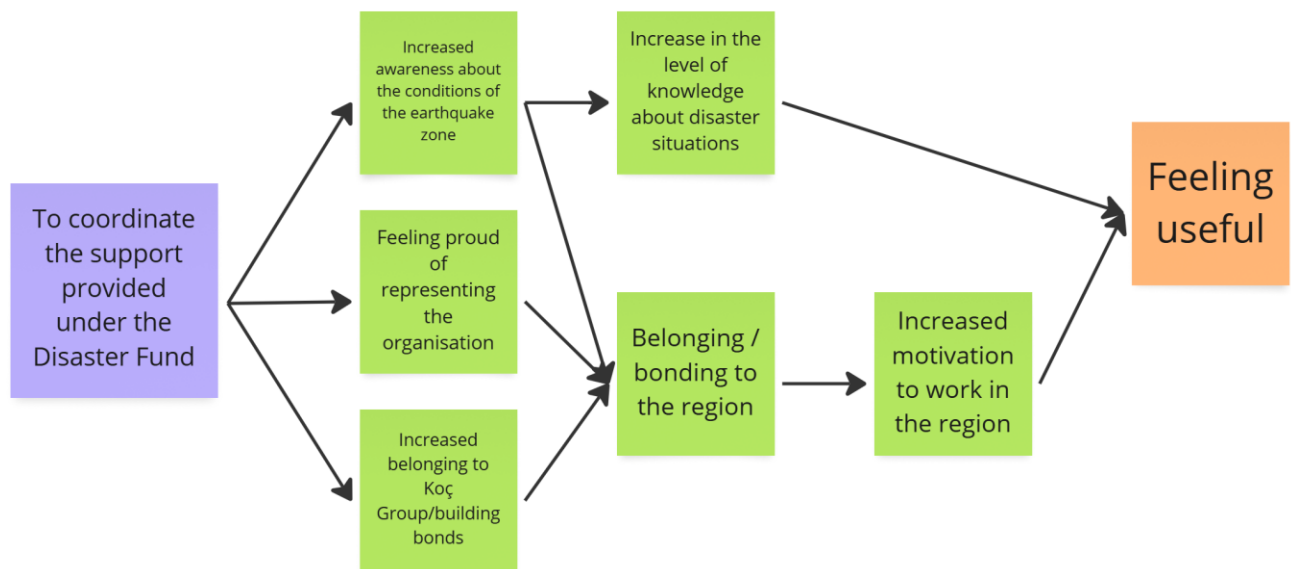 To coordinate
the support
provided
under the
Disaster Fund
Increased
awareness about
the conditions of
the earthquake
zone
Feeling proud
of
representing
the
organisation
Increased
belonging to
Koç
Group/building
bonds
Increase in the
level of
knowledge
about disaster
situations
Belonging /
bonding to
the region
Increased
motivation
to work in
the region
Feeling
useful